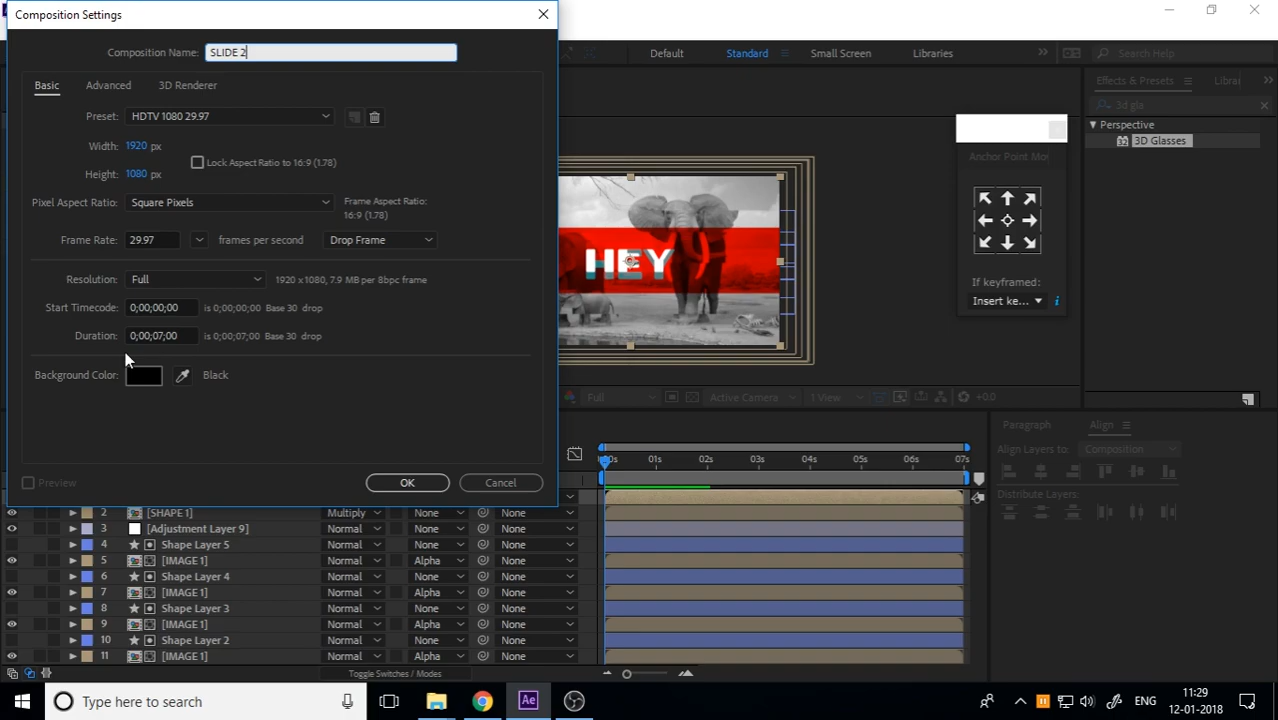 Composition Settings
Composition Name: SLIDE 2
Basic Advanced 3D Renderer
Preset: HDTV 1080 29.97
Width: 1920 px
Lock Aspect Ratio to 16:9 (1.78)
Height: 1080 px
Pixel Aspect Ratio: Square Pixels
Frame Aspect Ratio:
16:9 (1.78)
Frame Rate: 29.97 frames per second Drop Frame
Resolution: Full 1920 x 1080, 7.9 MB per 8bpc frame
Start Timecode: 0;00;00;00 is 0;00;00;00 Base 30 drop
Duration: 0;00;07;00 is 0;00;07;00 Base 30 drop
Background Color: Black
Preview OK Cancel
Default Standard Small Screen Libraries Search Help
Effects & Presets
3d gla
Perspective
3D Glasses
HEY
If keyframed:
Insert ke...
Full Active Camera 1 View +0.0
Paragraph Align
Align Layers to: Composition
Distribute Layers:
01s 02s 03s 04s 05s 06s 07s
2 [SHAPE 1] Multiply None None
3 [Adjustment Layer 9] Normal None None
4 Shape Layer 5 Normal None None
5 [IMAGE 1] Normal Alpha None
6 Shape Layer 4 Normal None None
7 [IMAGE 1] Normal Alpha None
8 Shape Layer 3 Normal None None
9 [IMAGE 1] Normal Alpha None
10 Shape Layer 2 Normal None None
11 [IMAGE 1] Normal Alpha None
Toggle Switches / Modes
Type here to search
Ae
ENG
11:29
12-01-2018